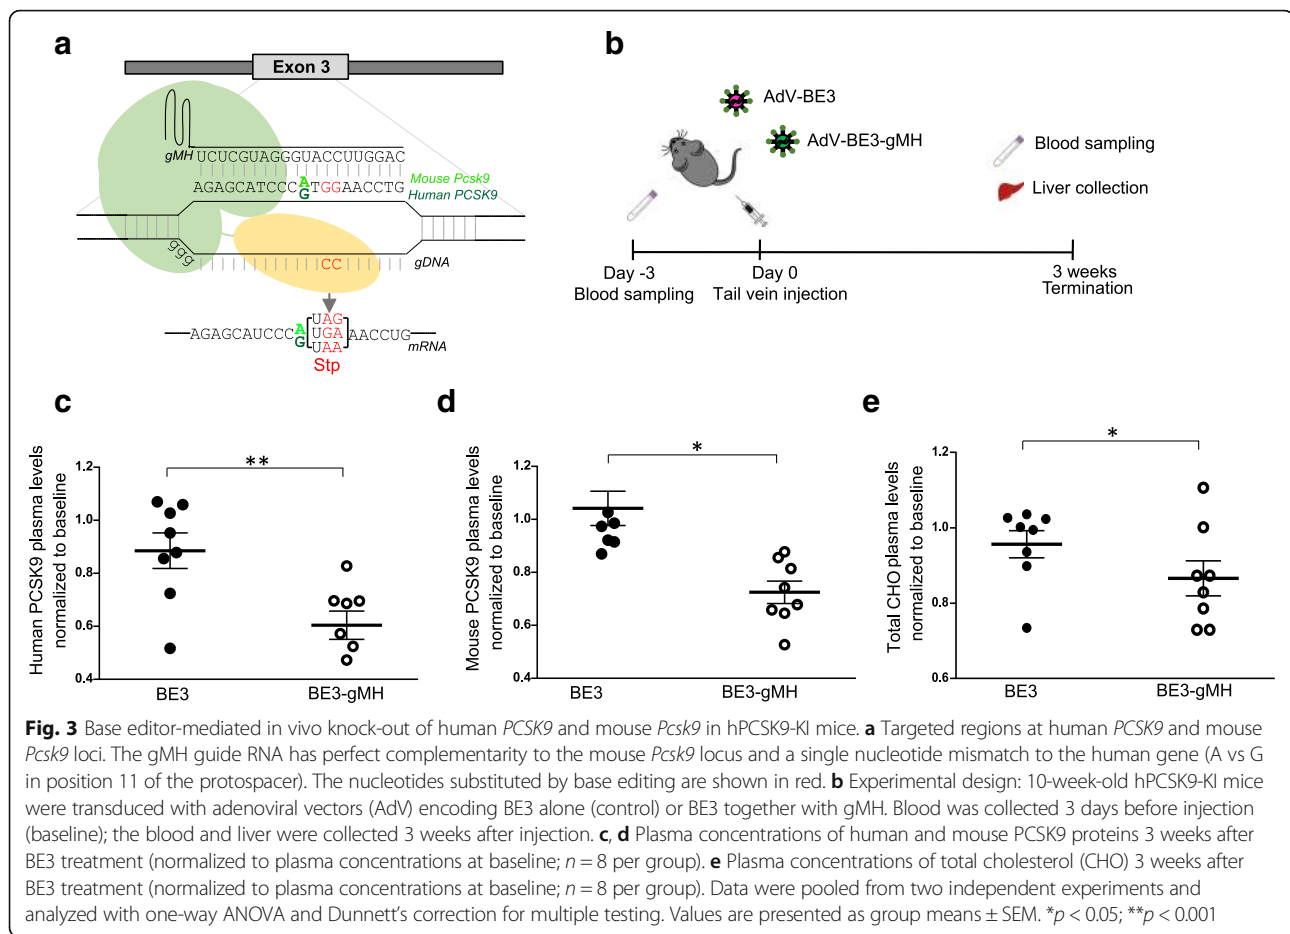 a
Exon 3
gMH
UCUCGUAGGGUACCUUGGAC
AGAGCATCCC A TGGAACCTG
G
Mouse Pcsk9
Human PCSK9
ggg
CC
gDNA
AGAGCAUCCC A G [UAG UGA UAA] AACCUG
mRNA
Stp
b
AdV-BE3
AdV-BE3-gMH
Blood sampling
Liver collection
Day -3
Blood sampling
Day 0
Tail vein injection
3 weeks
Termination
c
Human PCSK9 plasma levels
normalized to baseline
1.2
1.0
0.8
0.6
0.4
**
BE3
BE3-gMH
d
Mouse PCSK9 plasma levels
normalized to baseline
1.2
1.0
0.8
0.6
0.4
*
BE3
BE3-gMH
e
Total CHO plasma levels
normalized to baseline
1.2
1.0
0.8
0.6
*
BE3
BE3-gMH
Fig. 3 Base editor-mediated in vivo knock-out of human PCSK9 and mouse Pcsk9 in hPCSK9-KI mice. a Targeted regions at human PCSK9 and mouse
Pcsk9 loci. The gMH guide RNA has perfect complementarity to the mouse Pcsk9 locus and a single nucleotide mismatch to the human gene (A vs G
in position 11 of the protospacer). The nucleotides substituted by base editing are shown in red. b Experimental design: 10-week-old hPCSK9-KI mice
were transduced with adenoviral vectors (AdV) encoding BE3 alone (control) or BE3 together with gMH. Blood was collected 3 days before injection
(baseline); the blood and liver were collected 3 weeks after injection. c, d Plasma concentrations of human and mouse PCSK9 proteins 3 weeks after
BE3 treatment (normalized to plasma concentrations at baseline; n = 8 per group). e Plasma concentrations of total cholesterol (CHO) 3 weeks after
BE3 treatment (normalized to plasma concentrations at baseline; n = 8 per group). Data were pooled from two independent experiments and
analyzed with one-way ANOVA and Dunnett's correction for multiple testing. Values are presented as group means ± SEM. *p < 0.05; **p < 0.001